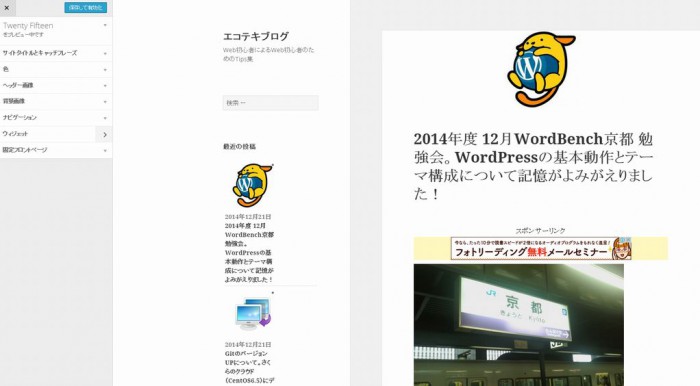 ×
保存して有効化
Twenty Fifteen
をプレビュー中です
サイトタイトルとキャッチフレーズ
色
ヘッダー画像
背景画像
ナビゲーション
ウィジェット
固定フロントページ
エコテキブログ
Web初心者によるWeb初心者のた
めのTips集
検索 …
最近の投稿
2014年12月21日
2014年度 12月
WordBench京都
勉強会。
WordPressの基
本動作とテーマ構
成について記憶が
よみがえりました！
2014年12月21日
Gitのバージョン
UPについて。さく
らのクラウド
（CentOS6.5）にデ
2014年度 12月WordBench京都 勉
強会。WordPressの基本動作とテー
マ構成について記憶がよみがえりまし
た！
スポンサーリンク
今なら、たった10分で読書スピードが2倍になるオーディオプログラムをもれなく進呈！
フォトリーディング無料メールセミナー
JR
京都
きょうと Kyōto